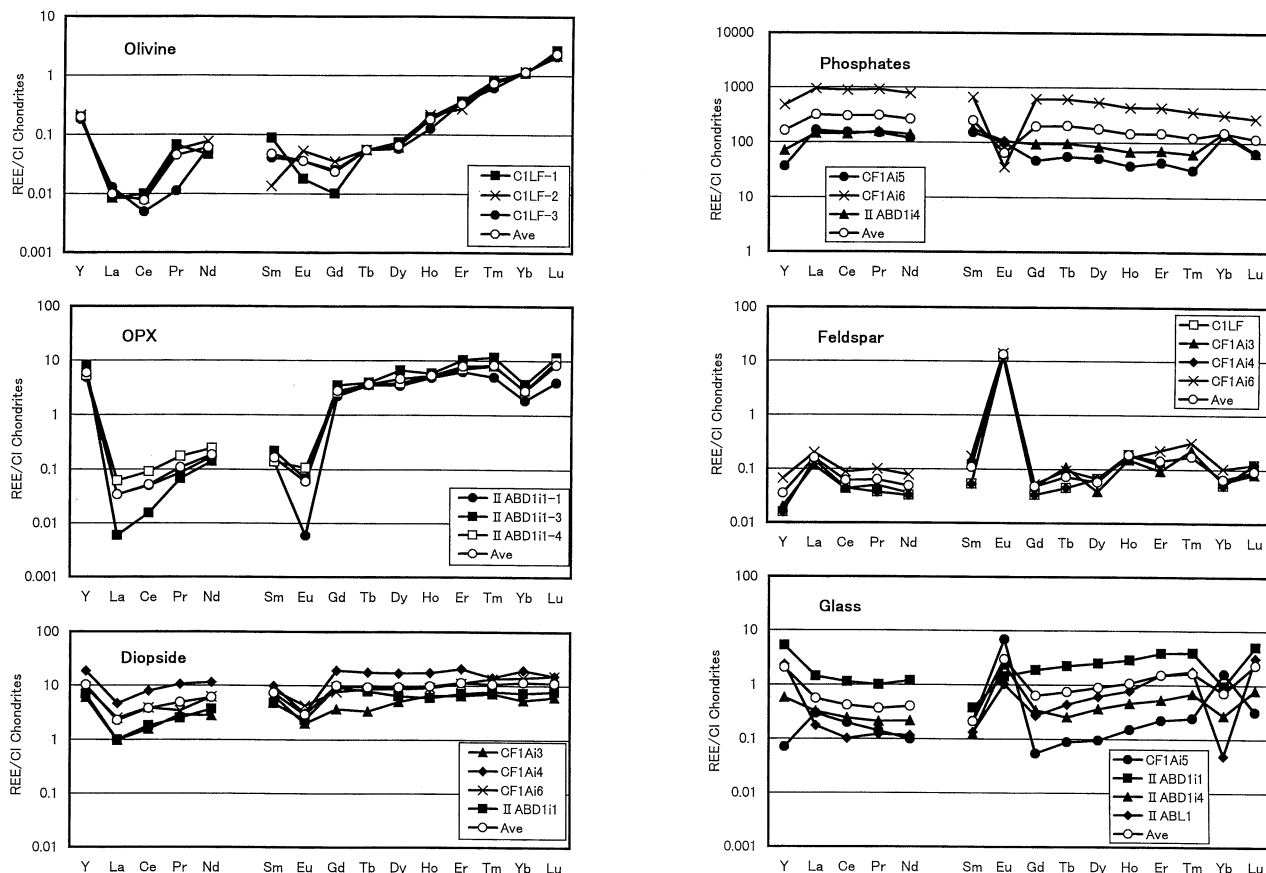 Olivine
REE/CI Chondrites
10
1
0.1
0.01
0.001
C1LF-1
C1LF-2
C1LF-3
Ave
Y La Ce Pr Nd Sm Eu Gd Tb Dy Ho Er Tm Yb Lu
OPX
REE/CI Chondrites
100
10
1
0.1
0.01
0.001
II ABD1i1-1
II ABD1i1-3
II ABD1i1-4
Ave
Y La Ce Pr Nd Sm Eu Gd Tb Dy Ho Er Tm Yb Lu
Diopside
REE/CI Chondrites
100
10
1
0.1
0.01
CF1Ai3
CF1Ai4
CF1Ai6
II ABD1i1
Ave
Y La Ce Pr Nd Sm Eu Gd Tb Dy Ho Er Tm Yb Lu
Phosphates
REE/CI Chondrites
10000
1000
100
10
1
CF1Ai5
CF1Ai6
II ABD1i4
Ave
Y La Ce Pr Nd Sm Eu Gd Tb Dy Ho Er Tm Yb Lu
Feldspar
REE/CI Chondrites
100
10
1
0.1
0.01
C1LF
CF1Ai3
CF1Ai4
CF1Ai6
Ave
Y La Ce Pr Nd Sm Eu Gd Tb Dy Ho Er Tm Yb Lu
Glass
REE/CI Chondrites
100
10
1
0.1
0.01
0.001
CF1Ai5
II ABD1i1
II ABD1i4
II ABL1
Ave
Y La Ce Pr Nd Sm Eu Gd Tb Dy Ho Er Tm Yb Lu